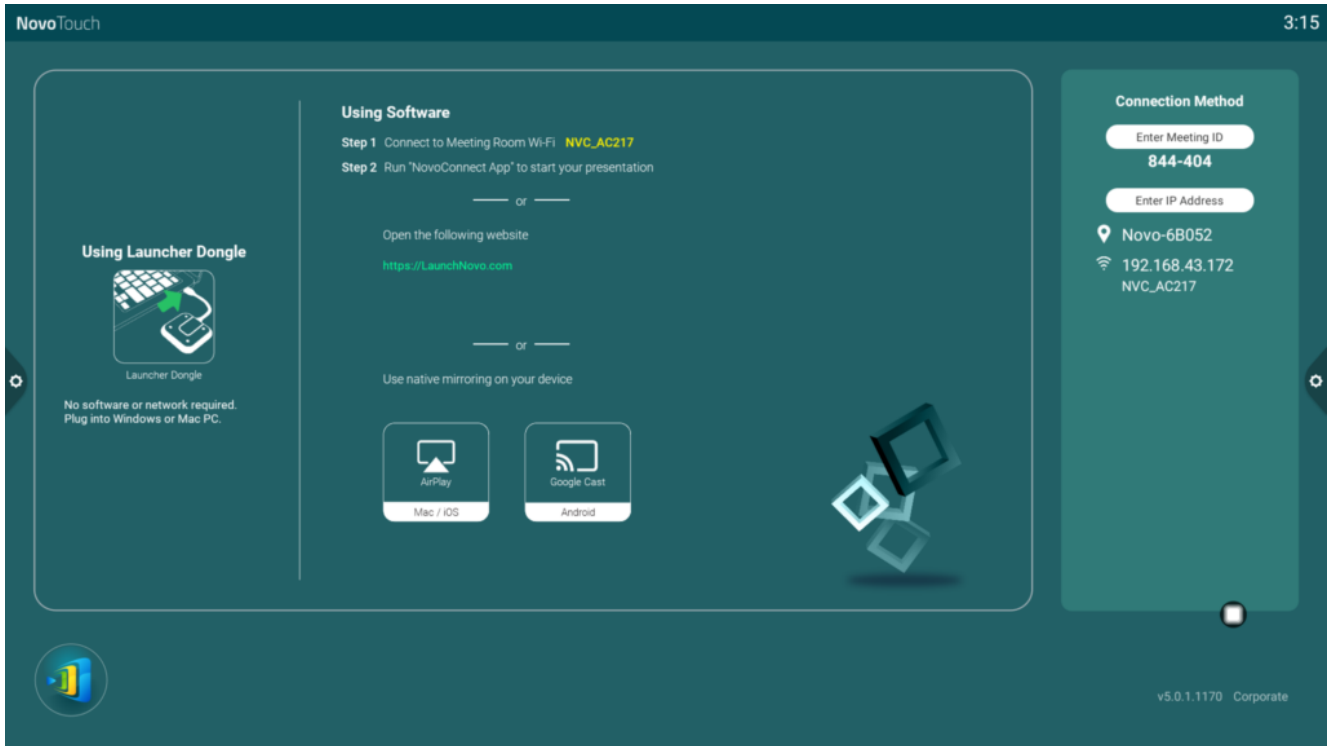 NovoTouch
3:15
Using Launcher Dongle
Launcher Dongle
No software or network required.
Plug into Windows or Mac PC.
Using Software
Step 1 Connect to Meeting Room Wi-Fi NVC_AC217
Step 2 Run "NovoConnect App" to start your presentation
or
Open the following website
https://LaunchNovo.com
or
Use native mirroring on your device
AirPlay
Mac / iOS
Google Cast
Android
Connection Method
Enter Meeting ID
844-404
Enter IP Address
Novo-6B052
192.168.43.172
NVC_AC217
v5.0.1.1170 Corporate